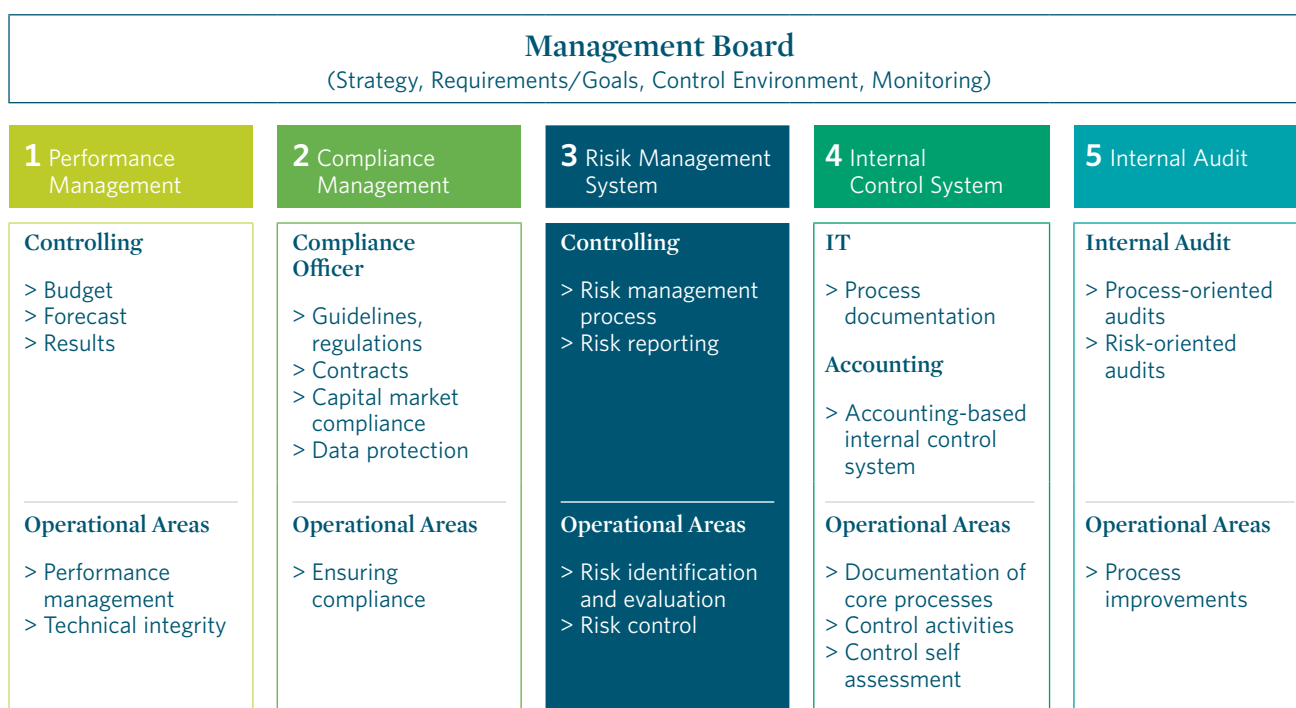 Management Board
(Strategy, Requirements/Goals, Control Environment, Monitoring)
1 Performance
Management
2 Compliance
Management
3 Risik Management
System
4 Internal
Control System
5 Internal Audit
Controlling
> Budget
> Forecast
> Results
Operational Areas
> Performance
management
> Technical integrity
Compliance
Officer
> Guidelines,
regulations
> Contracts
> Capital market
compliance
> Data protection
Operational Areas
> Ensuring
compliance
Controlling
> Risk management
process
> Risk reporting
Operational Areas
> Risk identification
and evaluation
> Risk control
IT
> Process
documentation
Accounting
> Accounting-based
internal control
system
Operational Areas
> Documentation of
core processes
> Control activities
> Control self
assessment
Internal Audit
> Process-oriented
audits
> Risk-oriented
audits
Operational Areas
> Process
improvements